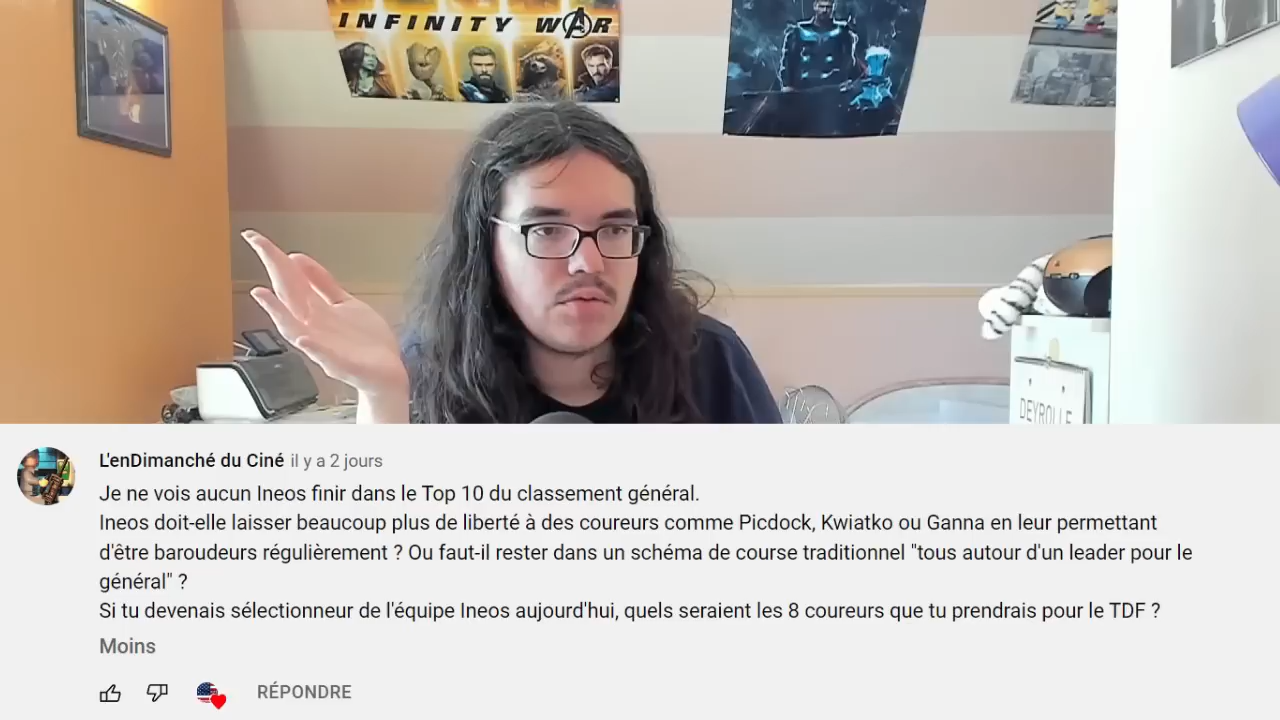 INFINITY WAR
DEYROLLE
L'enDimanché du Ciné il y a 2 jours
Je ne vois aucun Ineos finir dans le Top 10 du classement général.
Ineos doit-elle laisser beaucoup plus de liberté à des coureurs comme Picdock, Kwiatko ou Ganna en leur permettant
d'être baroudeurs régulièrement ? Ou faut-il rester dans un schéma de course traditionnel "tous autour d'un leader pour le
général" ?
Si tu devenais sélectionneur de l'équipe Ineos aujourd'hui, quels seraient les 8 coureurs que tu prendrais pour le TDF ?
Moins
RÉPONDRE